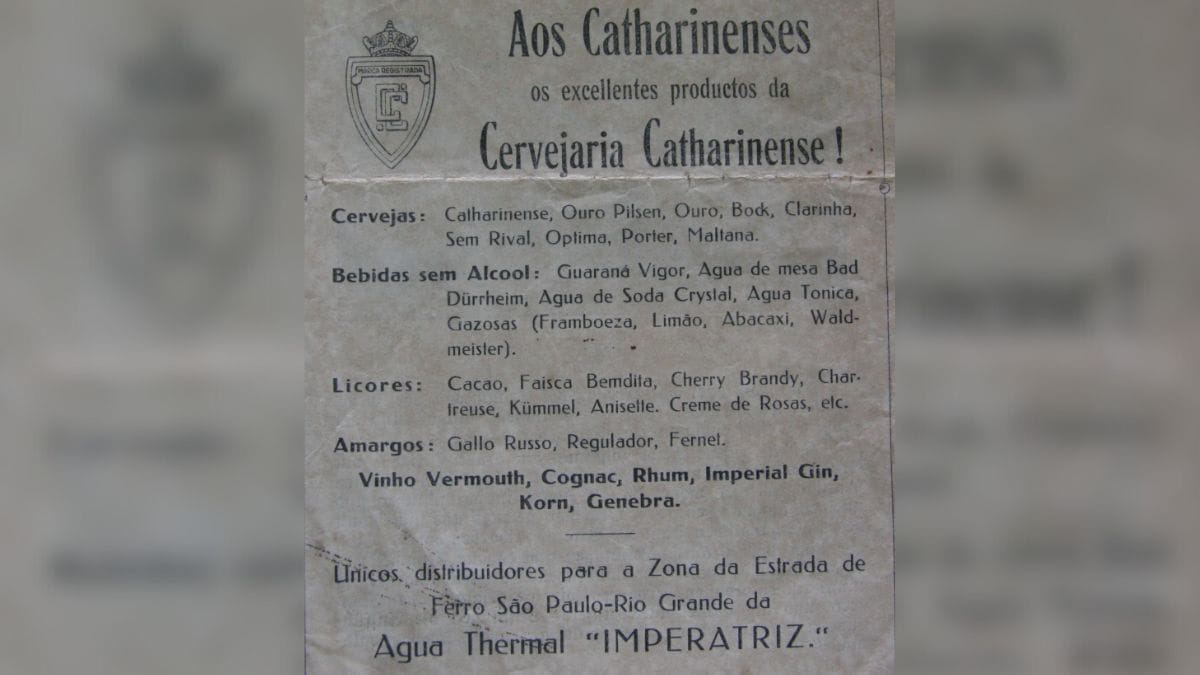 MARCA REGISTRADA
Aos Catharinenses
os excellentes productos da
Cervejaria Catharinense!
Cervejas: Catharinense, Ouro Pilsen, Ouro, Bock, Clarinha,
Sem Rival, Optima, Porter, Maltana.
Bebidas sem Alcool: Guaraná Vigor, Agua de mesa Bad
Dürrheim, Agua de Soda Crystal, Agua Tonica,
Gazosas (Framboeza, Limão, Abacaxi, Wald-
meister).
Licores: Cacao, Faisca Bemdita, Cherry Brandy, Char-
treuse, Kümmel, Anisette. Creme de Rosas, etc.
Amargos: Gallo Russo, Regulador, Fernet.
Vinho Vermouth, Cognac, Rhum, Imperial Gin,
Korn, Genebra.
Unicos distribuidores para a Zona da Estrada de
Ferro São Paulo-Rio Grande da
Agua Thermal "IMPERATRIZ."